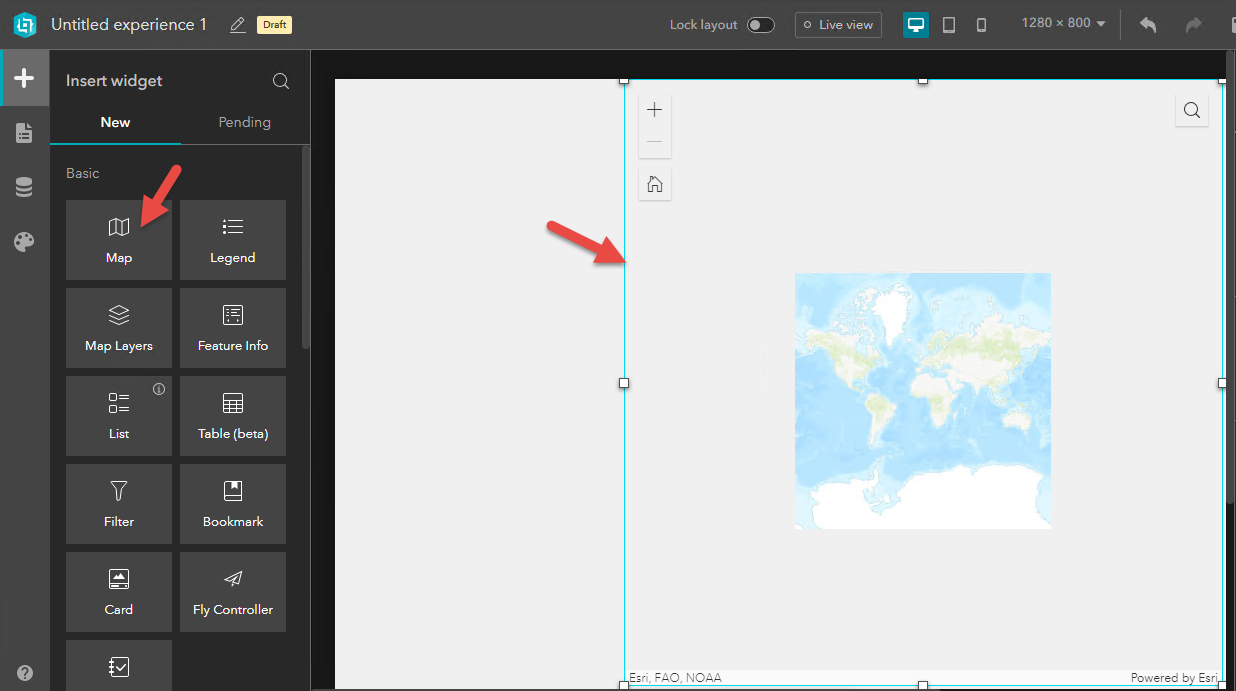 Untitled experience 1
Draft
Lock layout
Live view
1280 × 800
Insert widget
New
Pending
Basic
Map
Legend
Map Layers
Feature Info
List
Table (beta)
Filter
Bookmark
Card
Fly Controller
Esri, FAO, NOAA
Powered by Esri